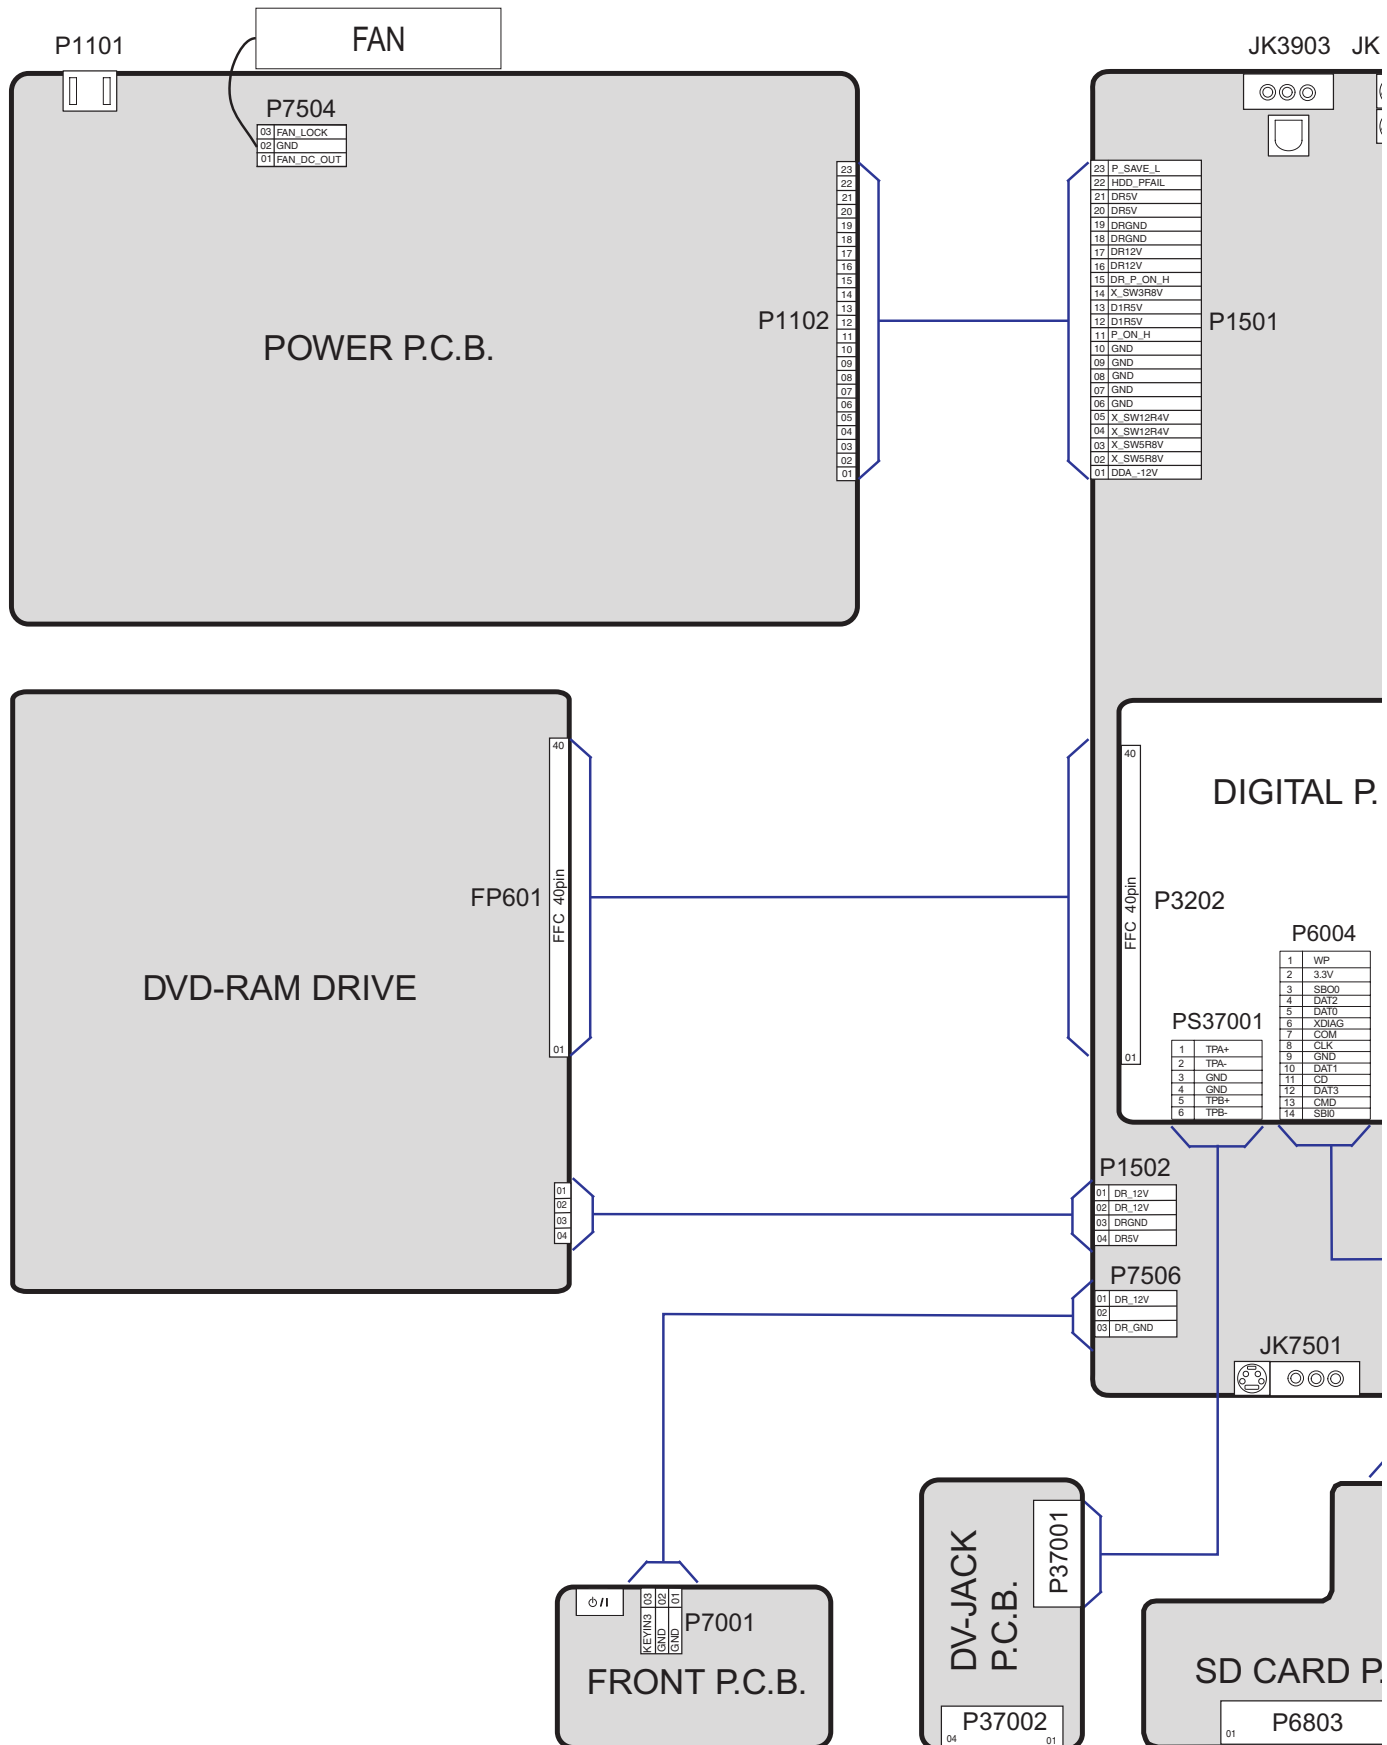 P1101
FAN
JK3903 JK
P7504
03 FAN_LOCK
02 GND
01 FAN_DC_OUT
POWER P.C.B.
P1102
23
22
21
20
19
18
17
16
15
14
13
12
11
10
09
08
07
06
05
04
03
02
01
23 P_SAVE_L
22 HDD_PFAIL
21 DR5V
20 DR5V
19 DRGND
18 DRGND
17 DR12V
16 DR12V
15 DR_P_ON_H
14 X_SW3R8V
13 D1R5V
12 D1R5V
11 P_ON_H
10 GND
09 GND
08 GND
07 GND
06 GND
05 X_SW12R4V
04 X_SW12R4V
03 X_SW5R8V
02 X_SW5R8V
01 DDA_-12V
P1501
DVD-RAM DRIVE
FP601
40
FFC 40pin
01
01
02
03
04
DIGITAL P.
40
FFC 40pin
01
P3202
P6004
1 WP
2 3.3V
3 SBO0
4 DAT2
5 DAT0
6 XDIAG
7 COM
8 CLK
9 GND
10 DAT1
11 CD
12 DAT3
13 CMD
14 SBI0
PS37001
1 TPA+
2 TPA-
3 GND
4 GND
5 TPB+
6 TPB-
P1502
01 DR_12V
02 DR_12V
03 DRGND
04 DR5V
P7506
01 DR_12V
02
03 DR_GND
JK7501
⏻/I
KEYIN3 03
GND 02
GND 01
P7001
FRONT P.C.B.
DV-JACK
P.C.B.
P37001
P37002
04 01
SD CARD P.
P6803
01